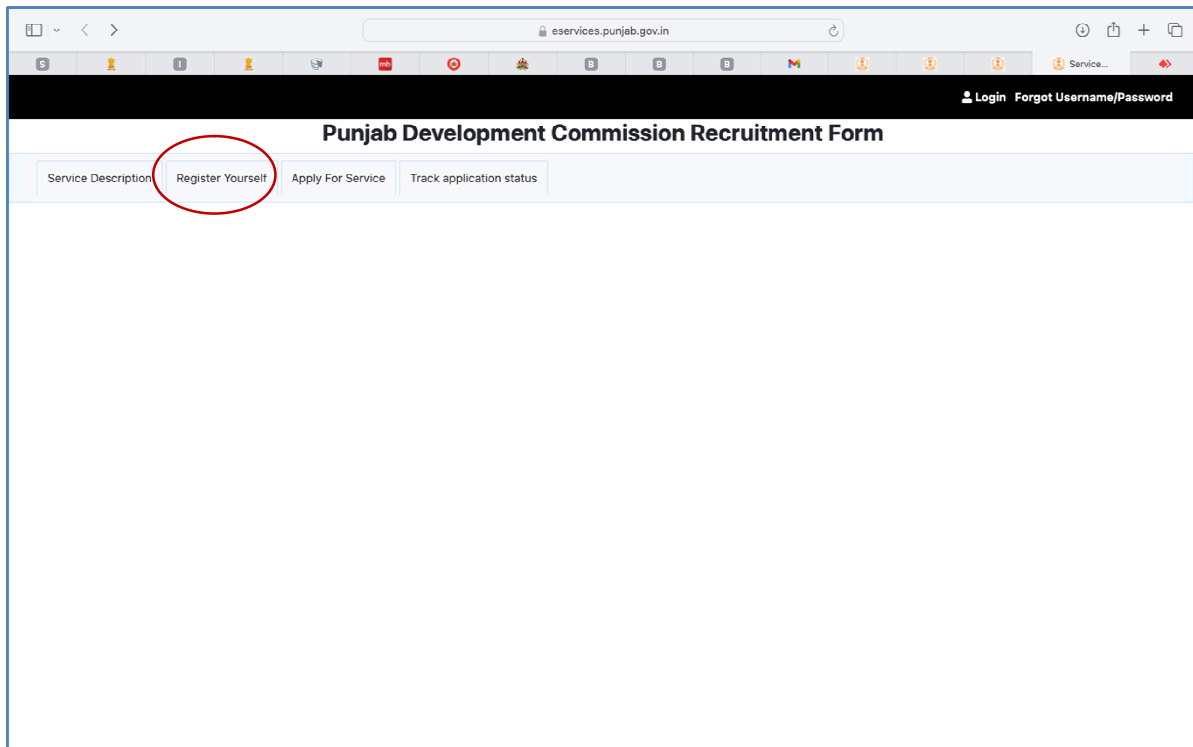 eservices.punjab.gov.in
S I mb B B B M Service...
Login Forgot Username/Password
Punjab Development Commission Recruitment Form
Service Description Register Yourself Apply For Service Track application status